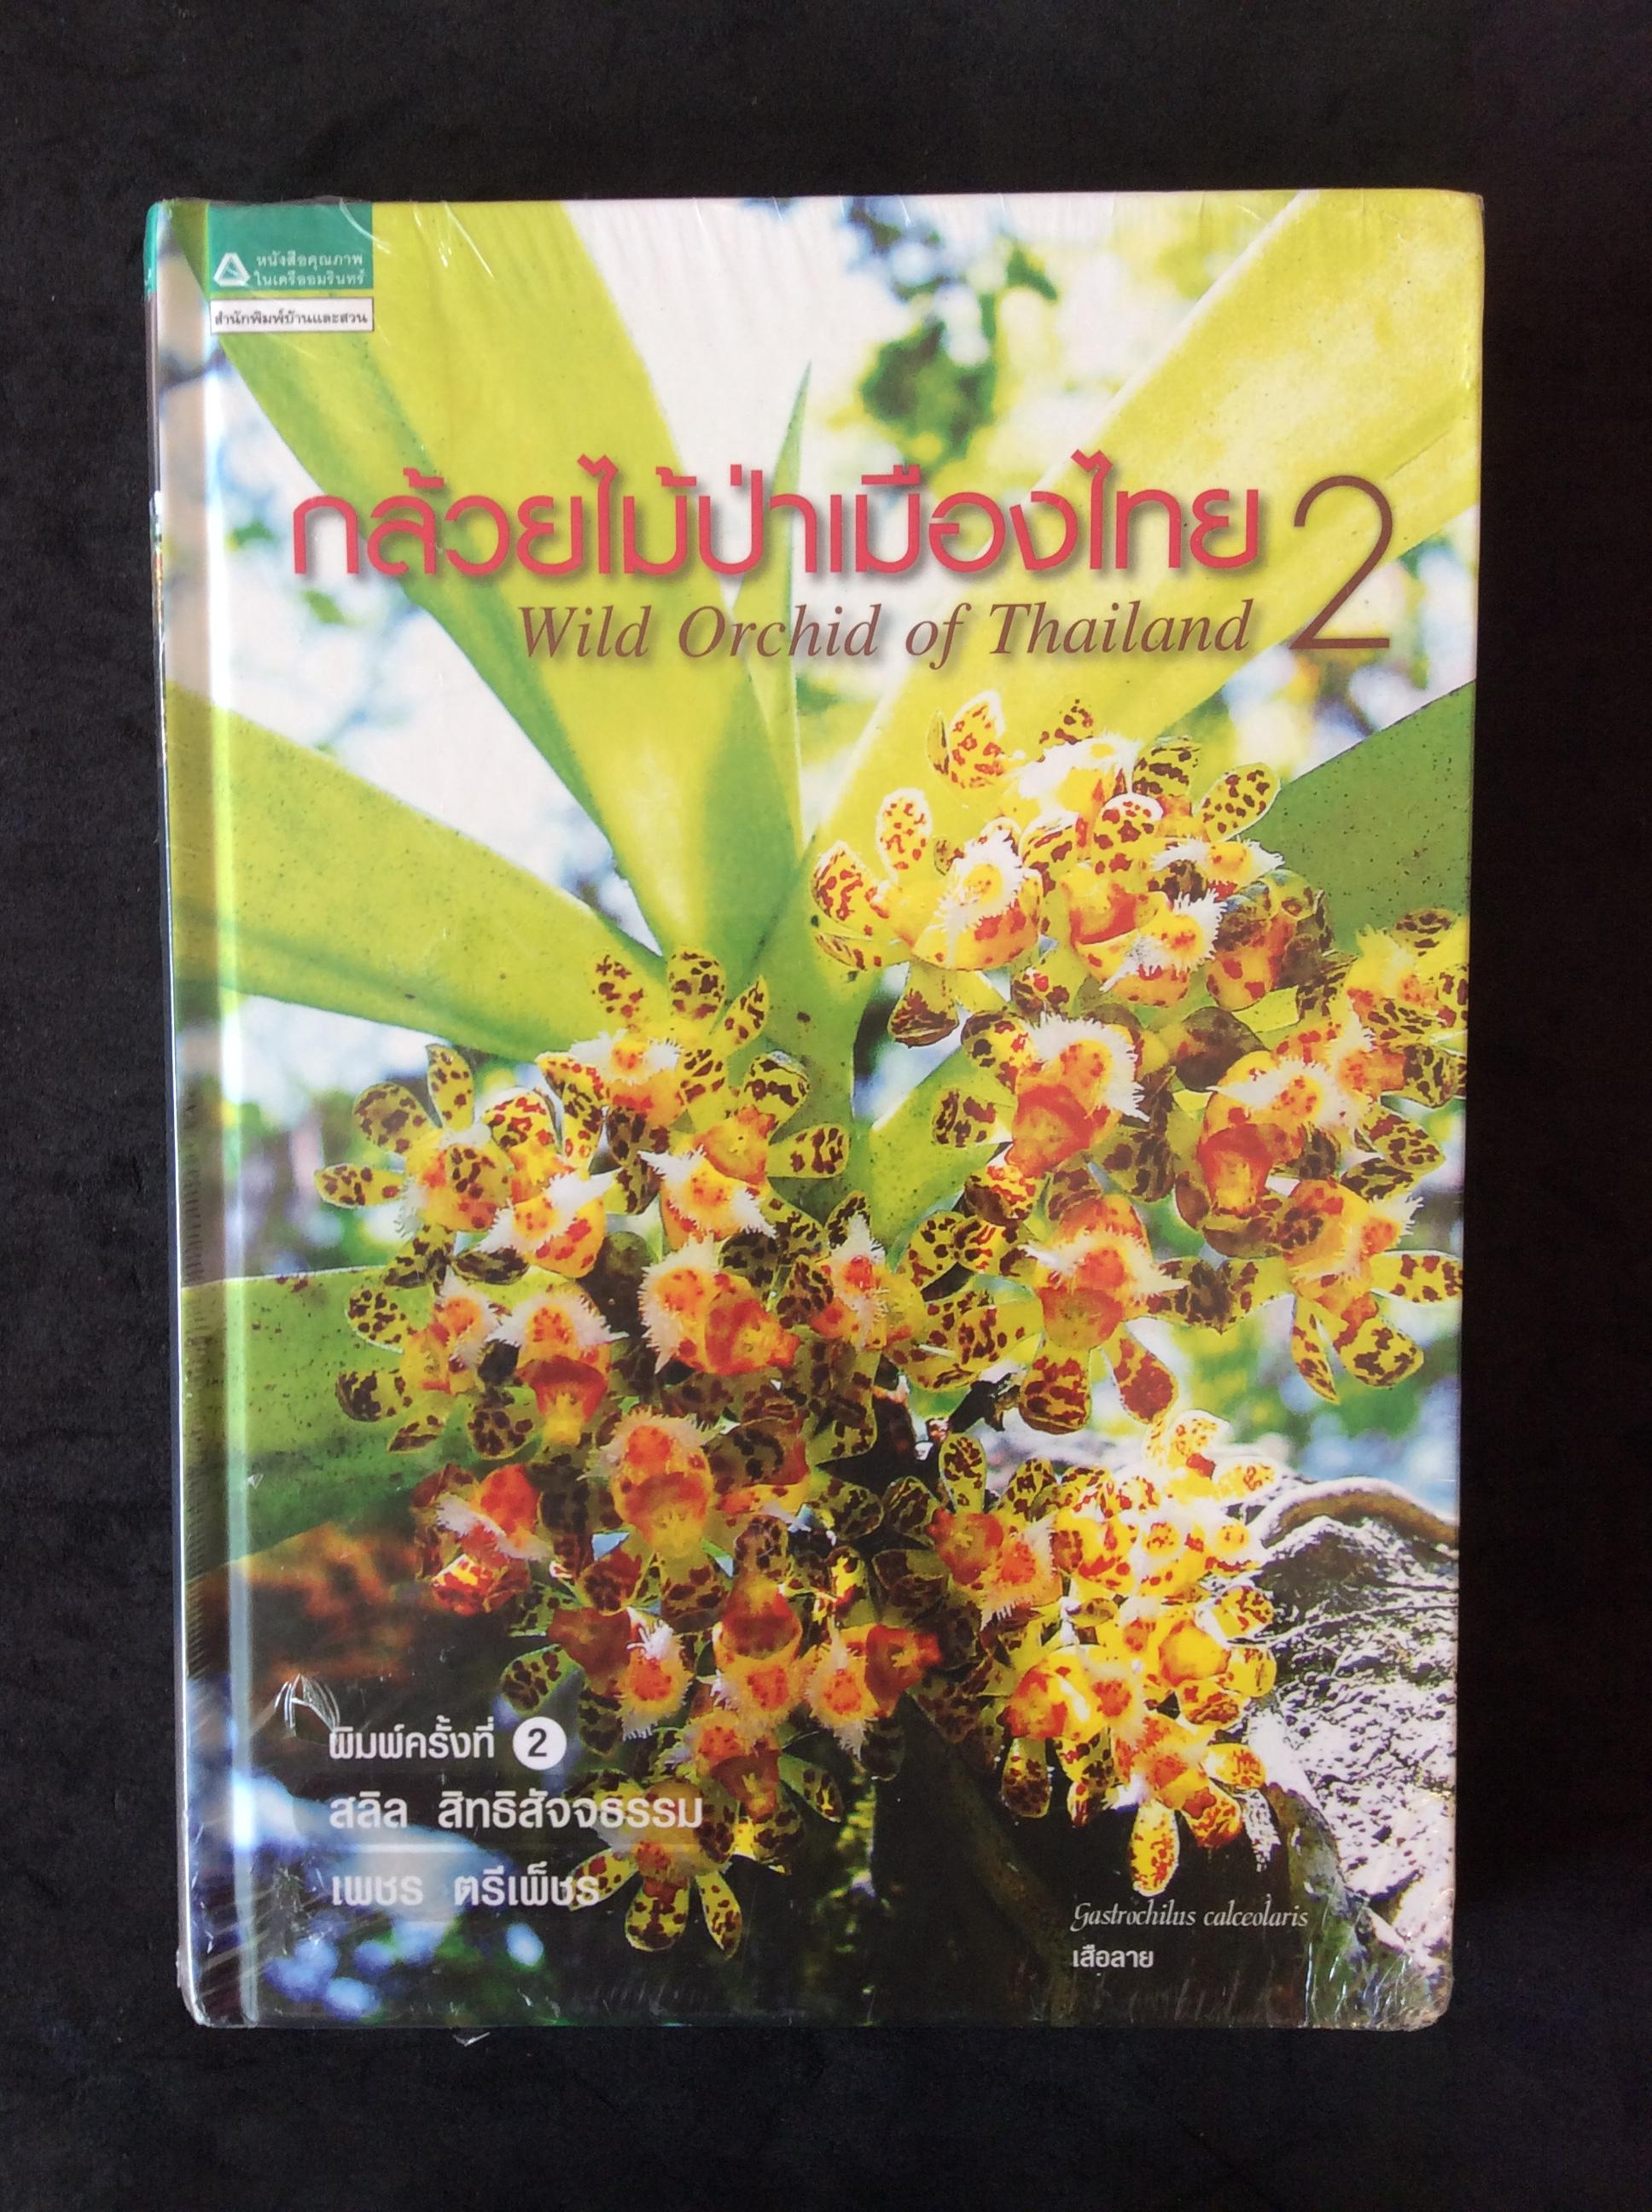 หนังสือคุณภาพ
ในเครืออมรินทร์
สำนักพิมพ์บ้านและสวน
กล้วยไม้ป่าเมืองไทย 2
Wild Orchid of Thailand
พิมพ์ครั้งที่ 2
สลิล สิทธิสัจจธรรม
เพชร ตรีเพ็ชร
Gastrochilus calceolaris
เสือลาย